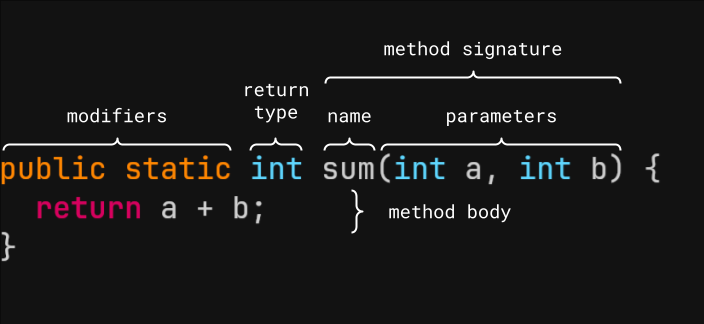 method signature
return
type
modifiers
name
parameters
public static int sum(int a, int b) {
return a + b;
method body
}